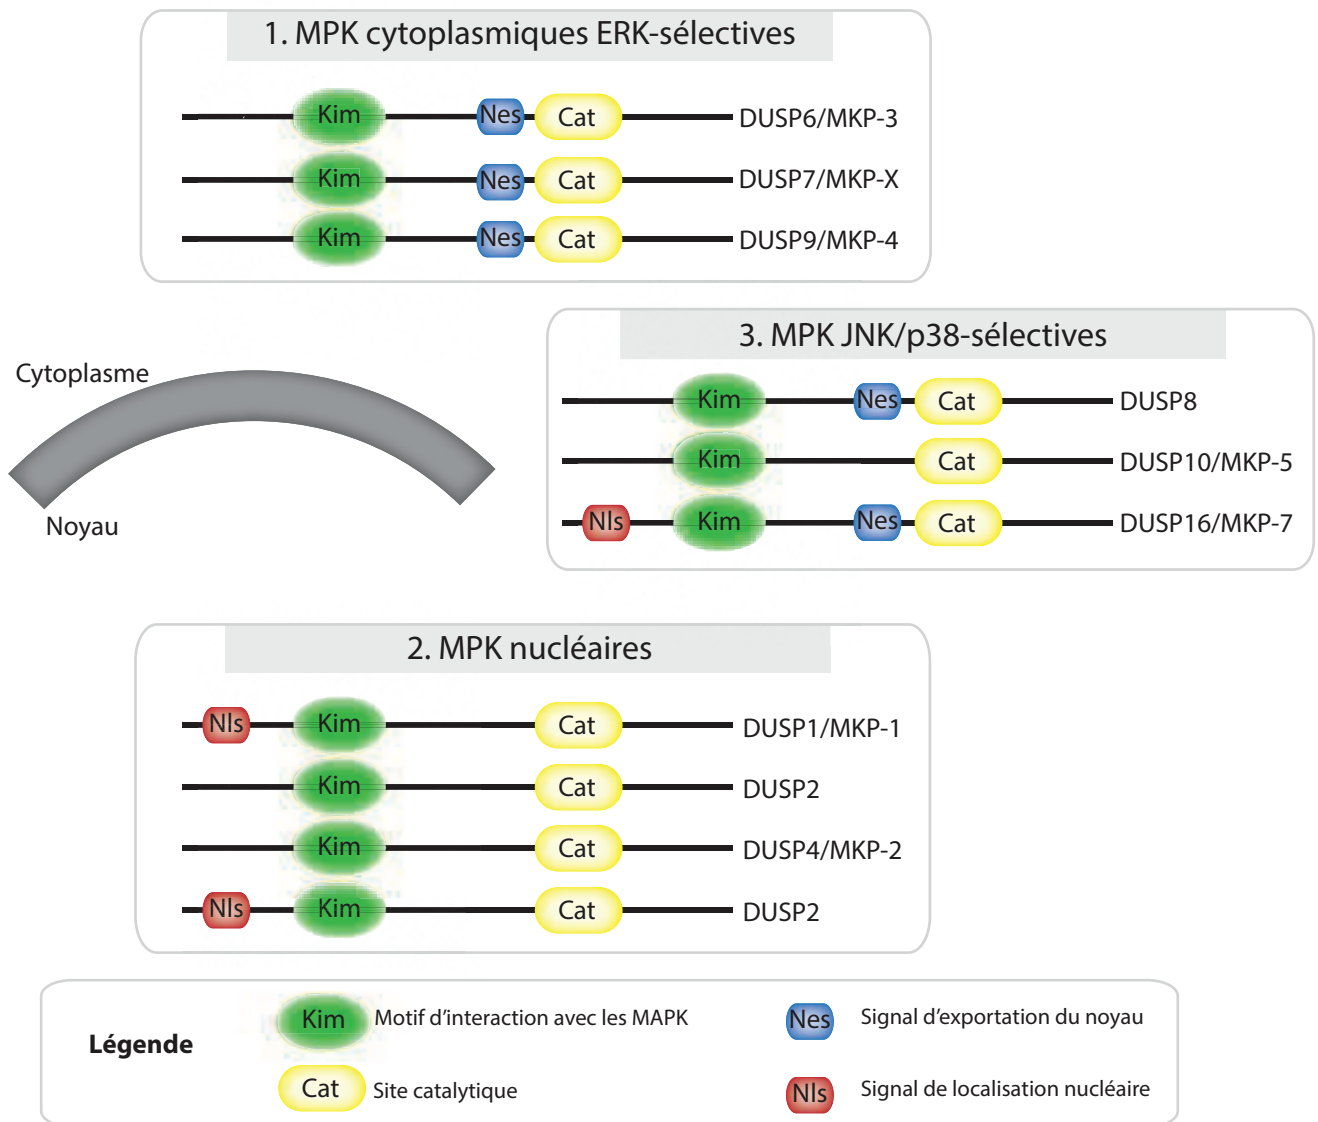 1. MPK cytoplasmiques ERK-sélectives
Kim Nes Cat DUSP6/MKP-3
Kim Nes Cat DUSP7/MKP-X
Kim Nes Cat DUSP9/MKP-4
Cytoplasme
Noyau
3. MPK JNK/p38-sélectives
Kim Nes Cat DUSP8
Kim Cat DUSP10/MKP-5
Nls Kim Nes Cat DUSP16/MKP-7
2. MPK nucléaires
Nls Kim Cat DUSP1/MKP-1
Kim Cat DUSP2
Kim Cat DUSP4/MKP-2
Nls Kim Cat DUSP2
Légende
Kim Motif d'interaction avec les MAPK
Cat Site catalytique
Nes Signal d'exportation du noyau
Nls Signal de localisation nucléaire